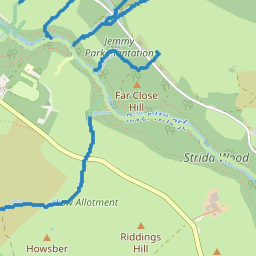 Jemmy
Park Plantation
Far Close
Hill
Strida Wood
Low Allotment
Riddings
Hill
Howsber